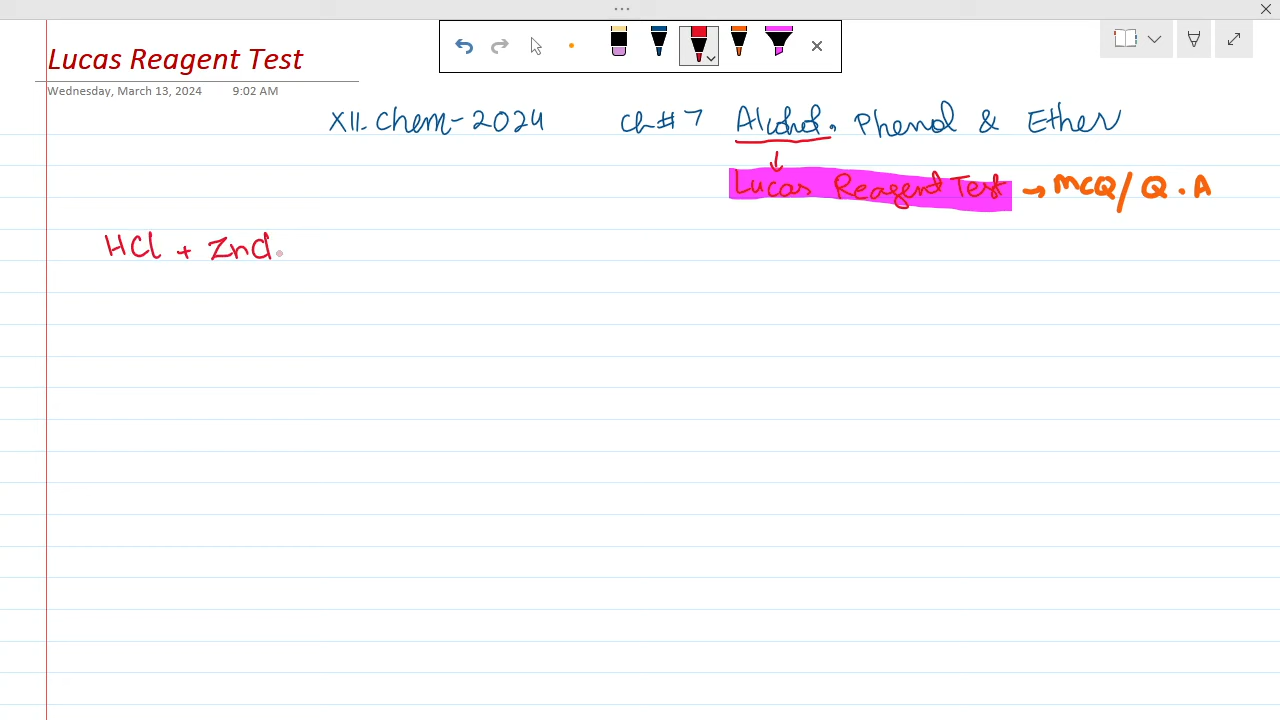 Lucas Reagent Test
Wednesday, March 13, 2024 9:02 AM
XII. Chem - 2024 Ch # 7 Alcohol, Phenol & Ether
Lucas Reagent Test → MCQ / Q. A
HCl + ZnCl